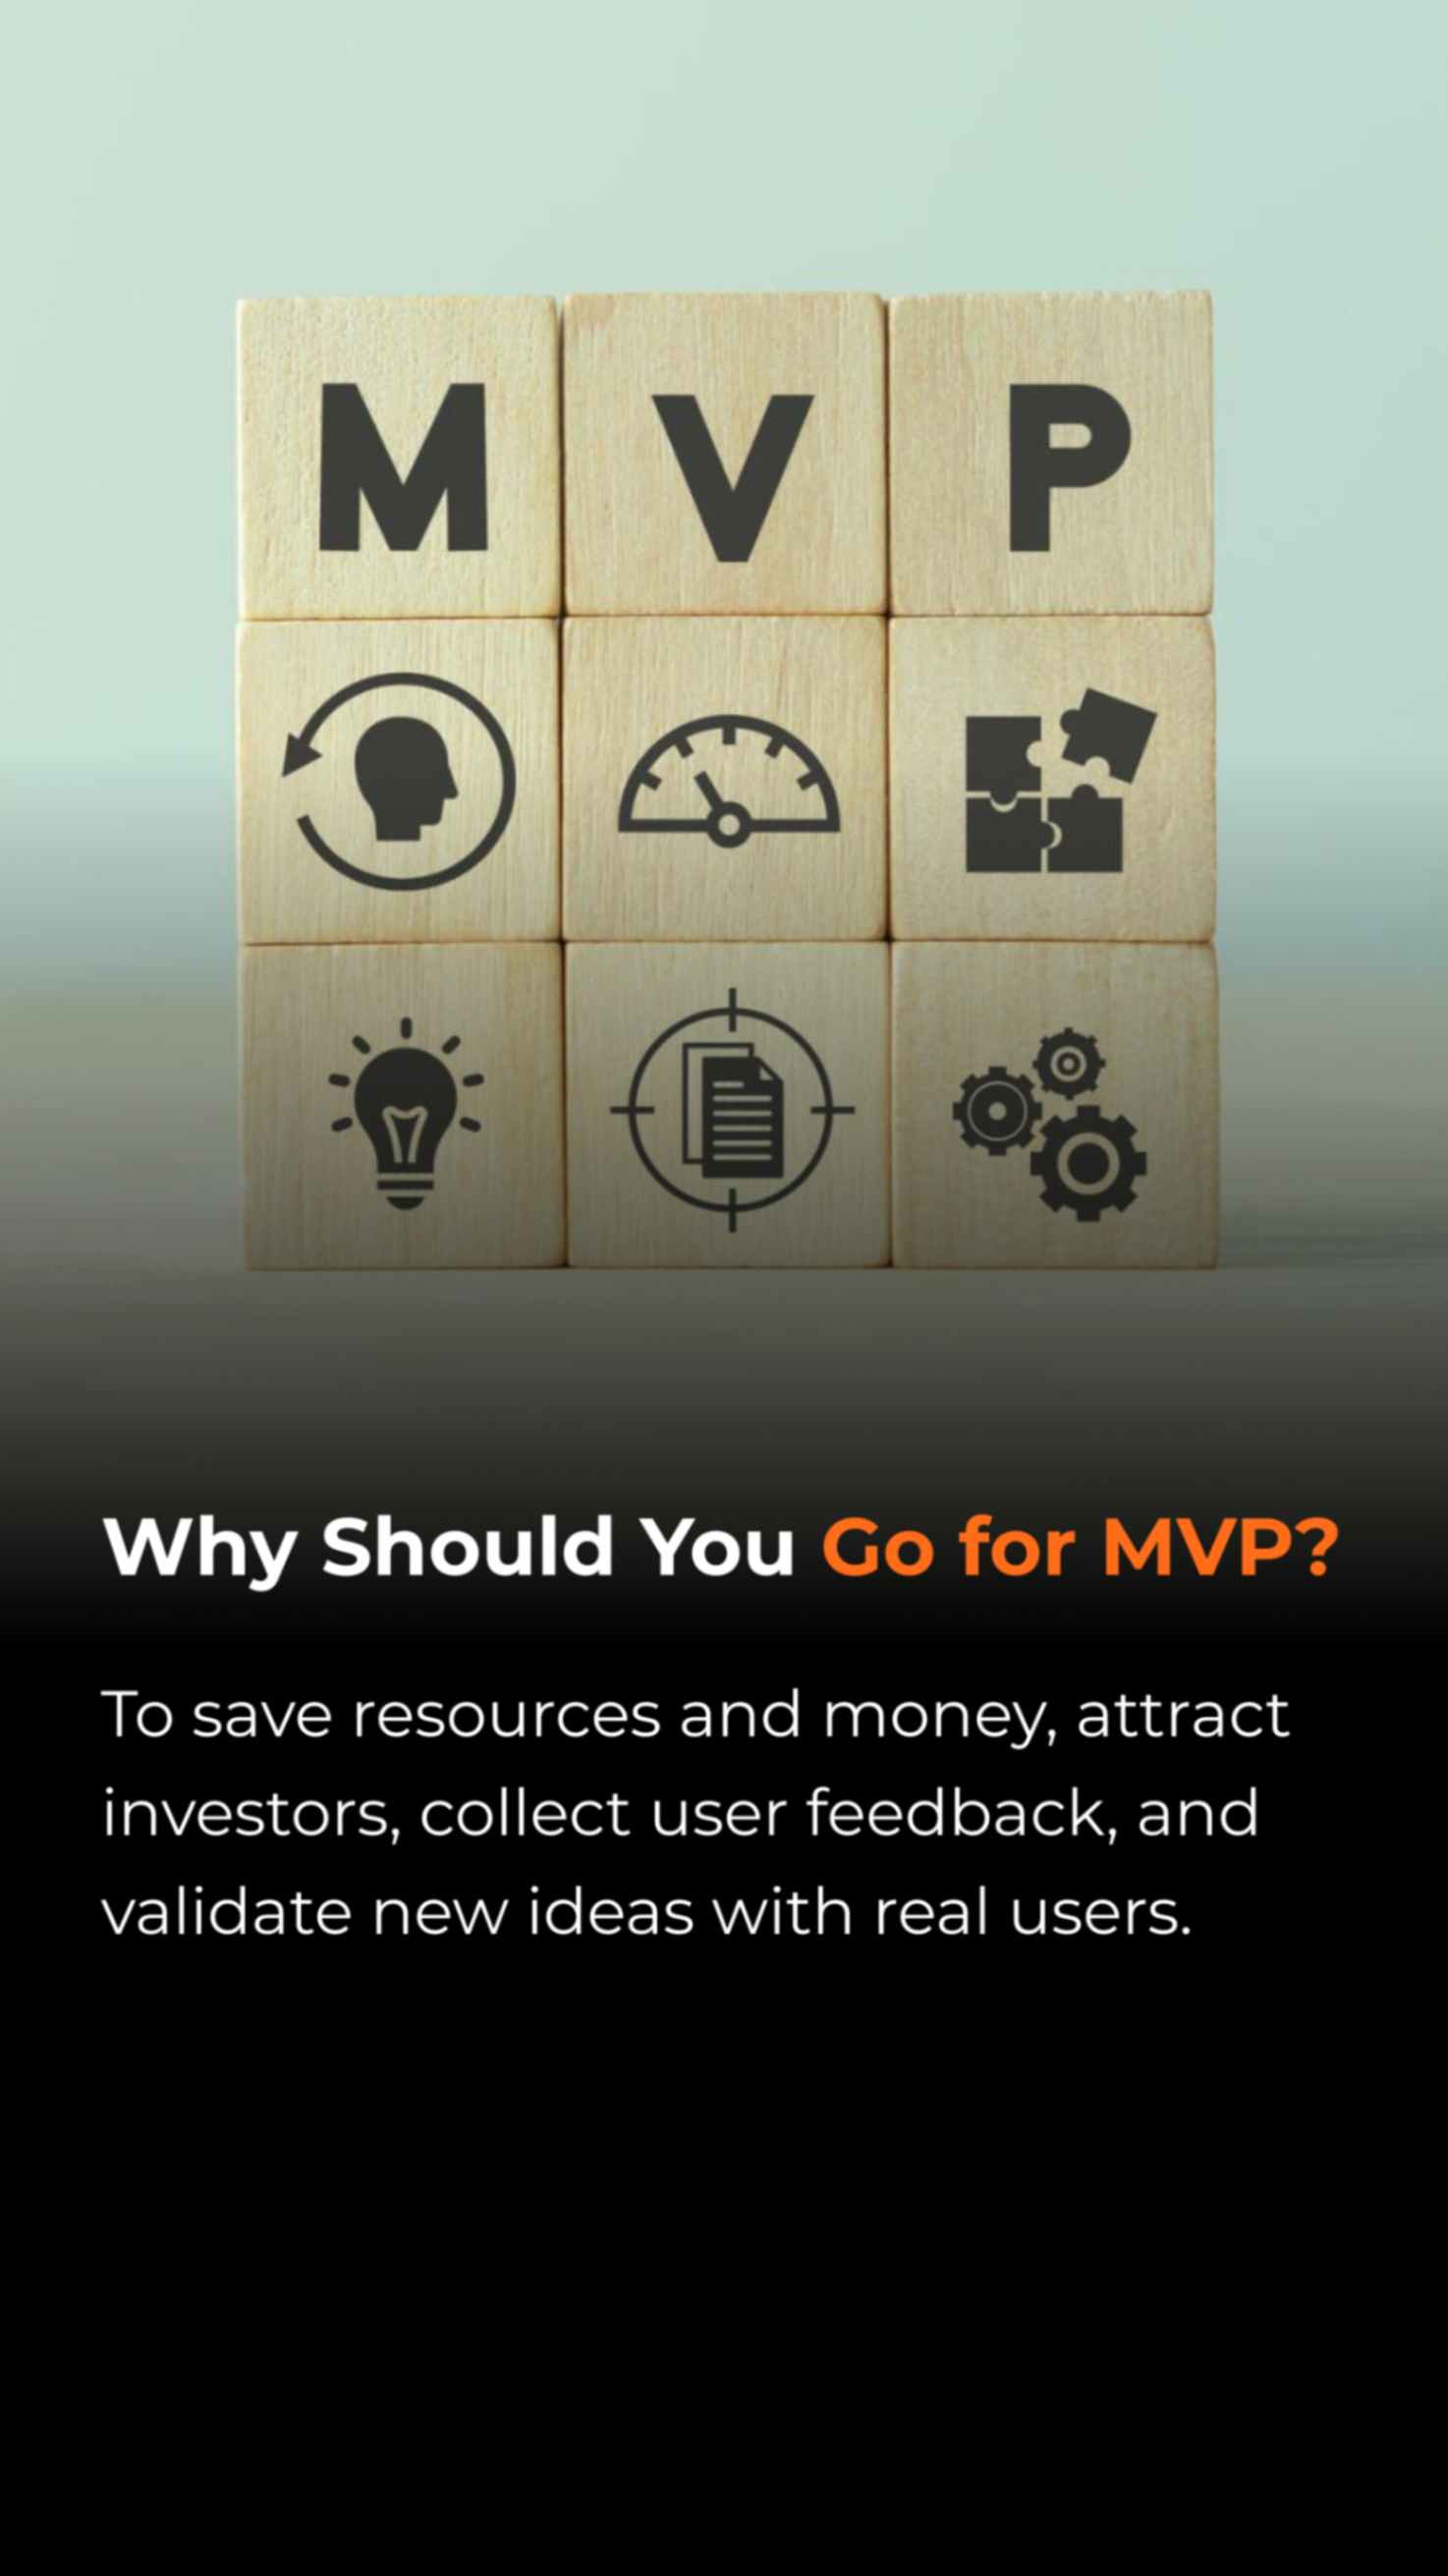 M V P
Why Should You Go for MVP?
To save resources and money, attract
investors, collect user feedback, and
validate new ideas with real users.